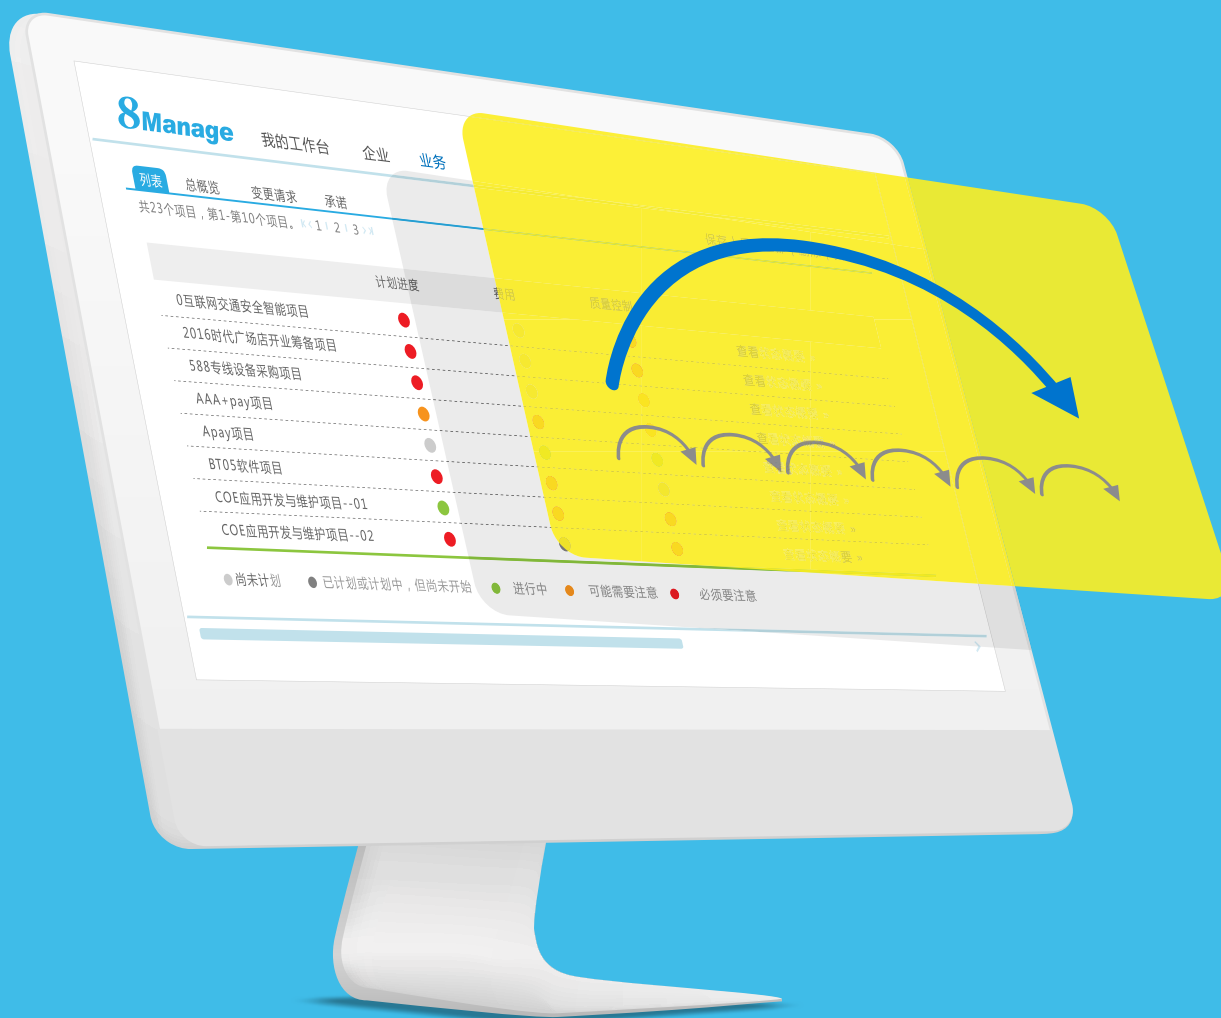 8Manage 我的工作台 企业 业务
列表 总概览 变更请求 承诺
共23个项目，第1-第10个项目。 1 2 3
计划进度 费用 质量控制
0互联网交通安全智能项目 查看
2016时代广场店开业筹备项目 查看
588专线设备采购项目
AAA+pay项目
Apay项目
BT05软件项目
COE应用开发与维护项目--01
COE应用开发与维护项目--02
尚未计划 已计划或计划中，但尚未开始 进行中 可能需要注意 必须要注意